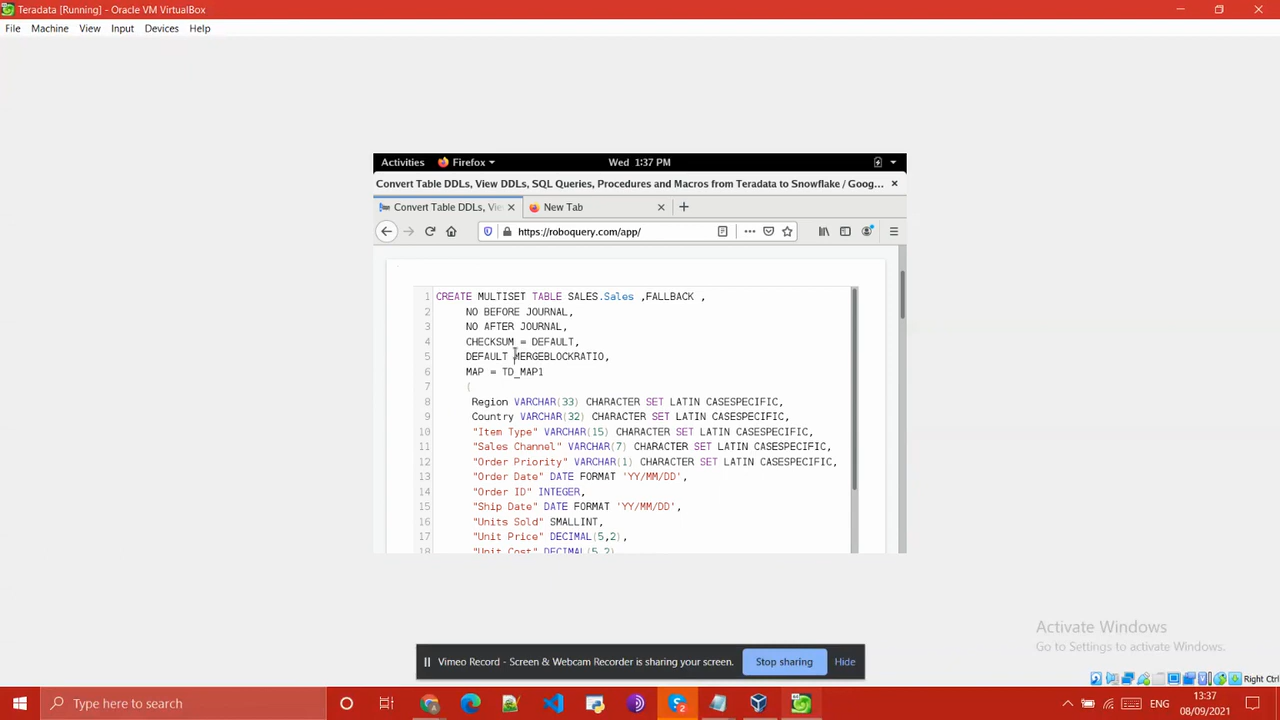 Teradata [Running] - Oracle VM VirtualBox
File Machine View Input Devices Help
Activities Firefox Wed 1:37 PM
Convert Table DDLs, View DDLs, SQL Queries, Procedures and Macros from Teradata to Snowflake / Goog...
Convert Table DDLs, Vie New Tab
https://roboquery.com/app/
1 CREATE MULTISET TABLE SALES.Sales ,FALLBACK ,
2 NO BEFORE JOURNAL,
3 NO AFTER JOURNAL,
4 CHECKSUM = DEFAULT,
5 DEFAULT MERGEBLOCKRATIO,
6 MAP = TD_MAP1
7 (
8 Region VARCHAR(33) CHARACTER SET LATIN CASESPECIFIC,
9 Country VARCHAR(32) CHARACTER SET LATIN CASESPECIFIC,
10 "Item Type" VARCHAR(15) CHARACTER SET LATIN CASESPECIFIC,
11 "Sales Channel" VARCHAR(7) CHARACTER SET LATIN CASESPECIFIC,
12 "Order Priority" VARCHAR(1) CHARACTER SET LATIN CASESPECIFIC,
13 "Order Date" DATE FORMAT 'YY/MM/DD',
14 "Order ID" INTEGER,
15 "Ship Date" DATE FORMAT 'YY/MM/DD',
16 "Units Sold" SMALLINT,
17 "Unit Price" DECIMAL(5,2),
18 "Unit Cost" DECIMAL(5,2)
Activate Windows
Go to Settings to activate Windows.
Vimeo Record - Screen & Webcam Recorder is sharing your screen. Stop sharing Hide
Right Ctrl
Type here to search
ENG
13:37
08/09/2021